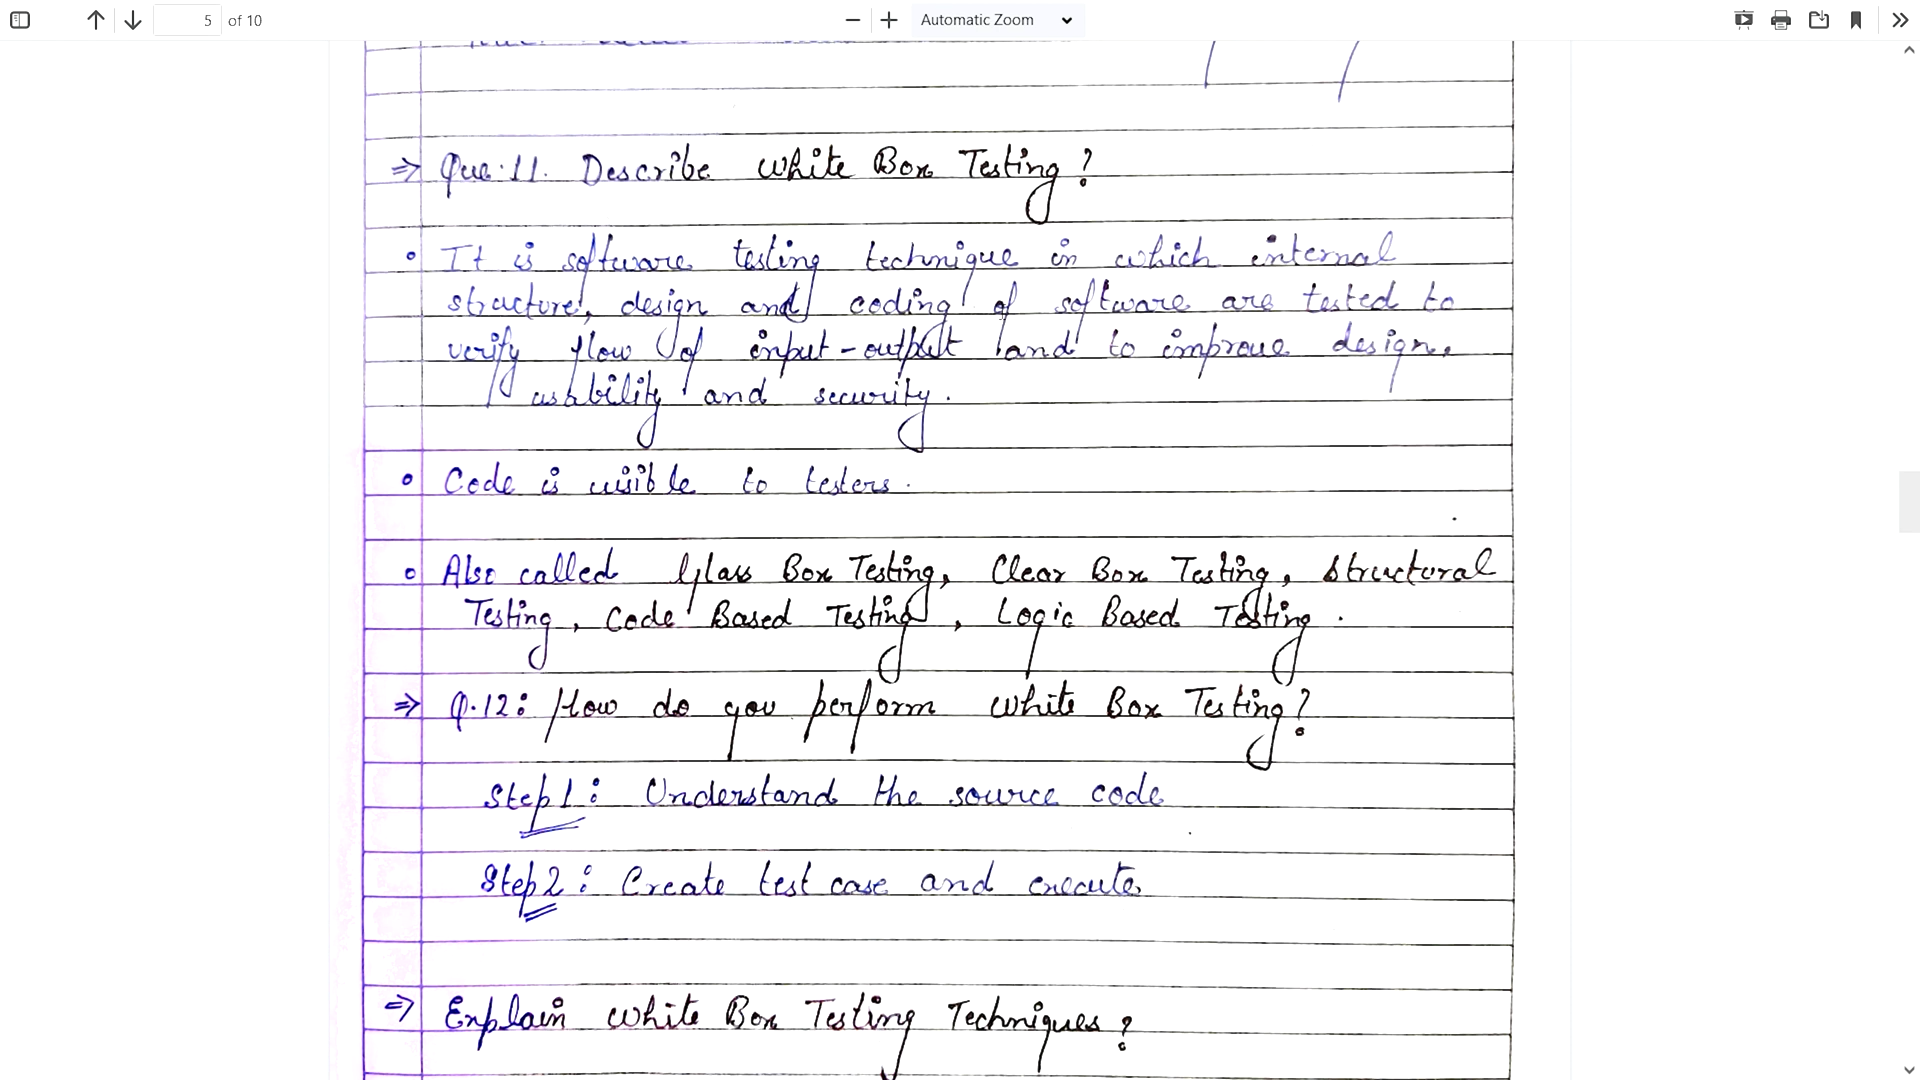 5 of 10 Automatic Zoom
⇒ Que.11. Describe White Box Testing?
• It is software testing technique in which internal
structure, design and coding of software are tested to
verify flow of input-output and to improve design,
usability and security.
• Code is visible to testers.
• Also called Glass Box Testing, Clear Box Testing, Structural
Testing, Code Based Testing, Logic Based Testing.
⇒ Q.12: How do you perform White Box Testing?
Step1: Understand the source code
Step2: Create test case and execute
⇒ Explain White Box Testing Techniques?